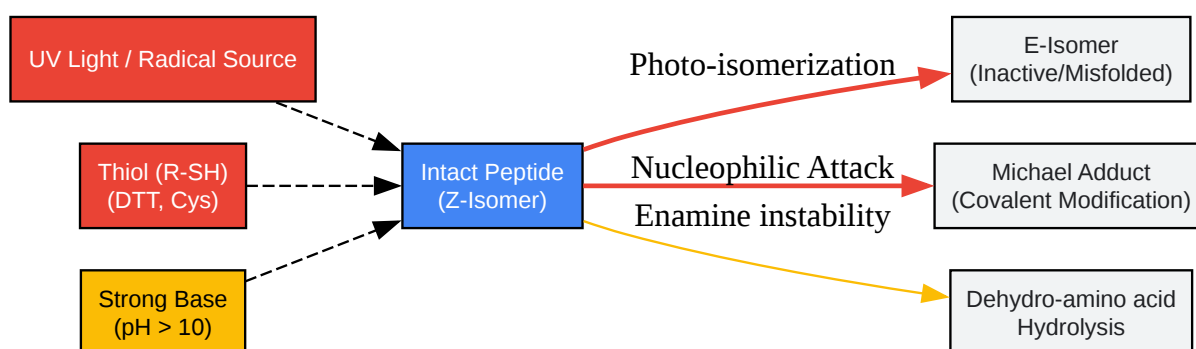 UV Light / Radical Source
Thiol (R-SH)
(DTT, Cys)
Strong Base
(pH > 10)
Intact Peptide
(Z-Isomer)
Photo-isomerization
Nucleophilic Attack
Enamine instability
E-Isomer
(Inactive/Misfolded)
Michael Adduct
(Covalent Modification)
Dehydro-amino acid
Hydrolysis